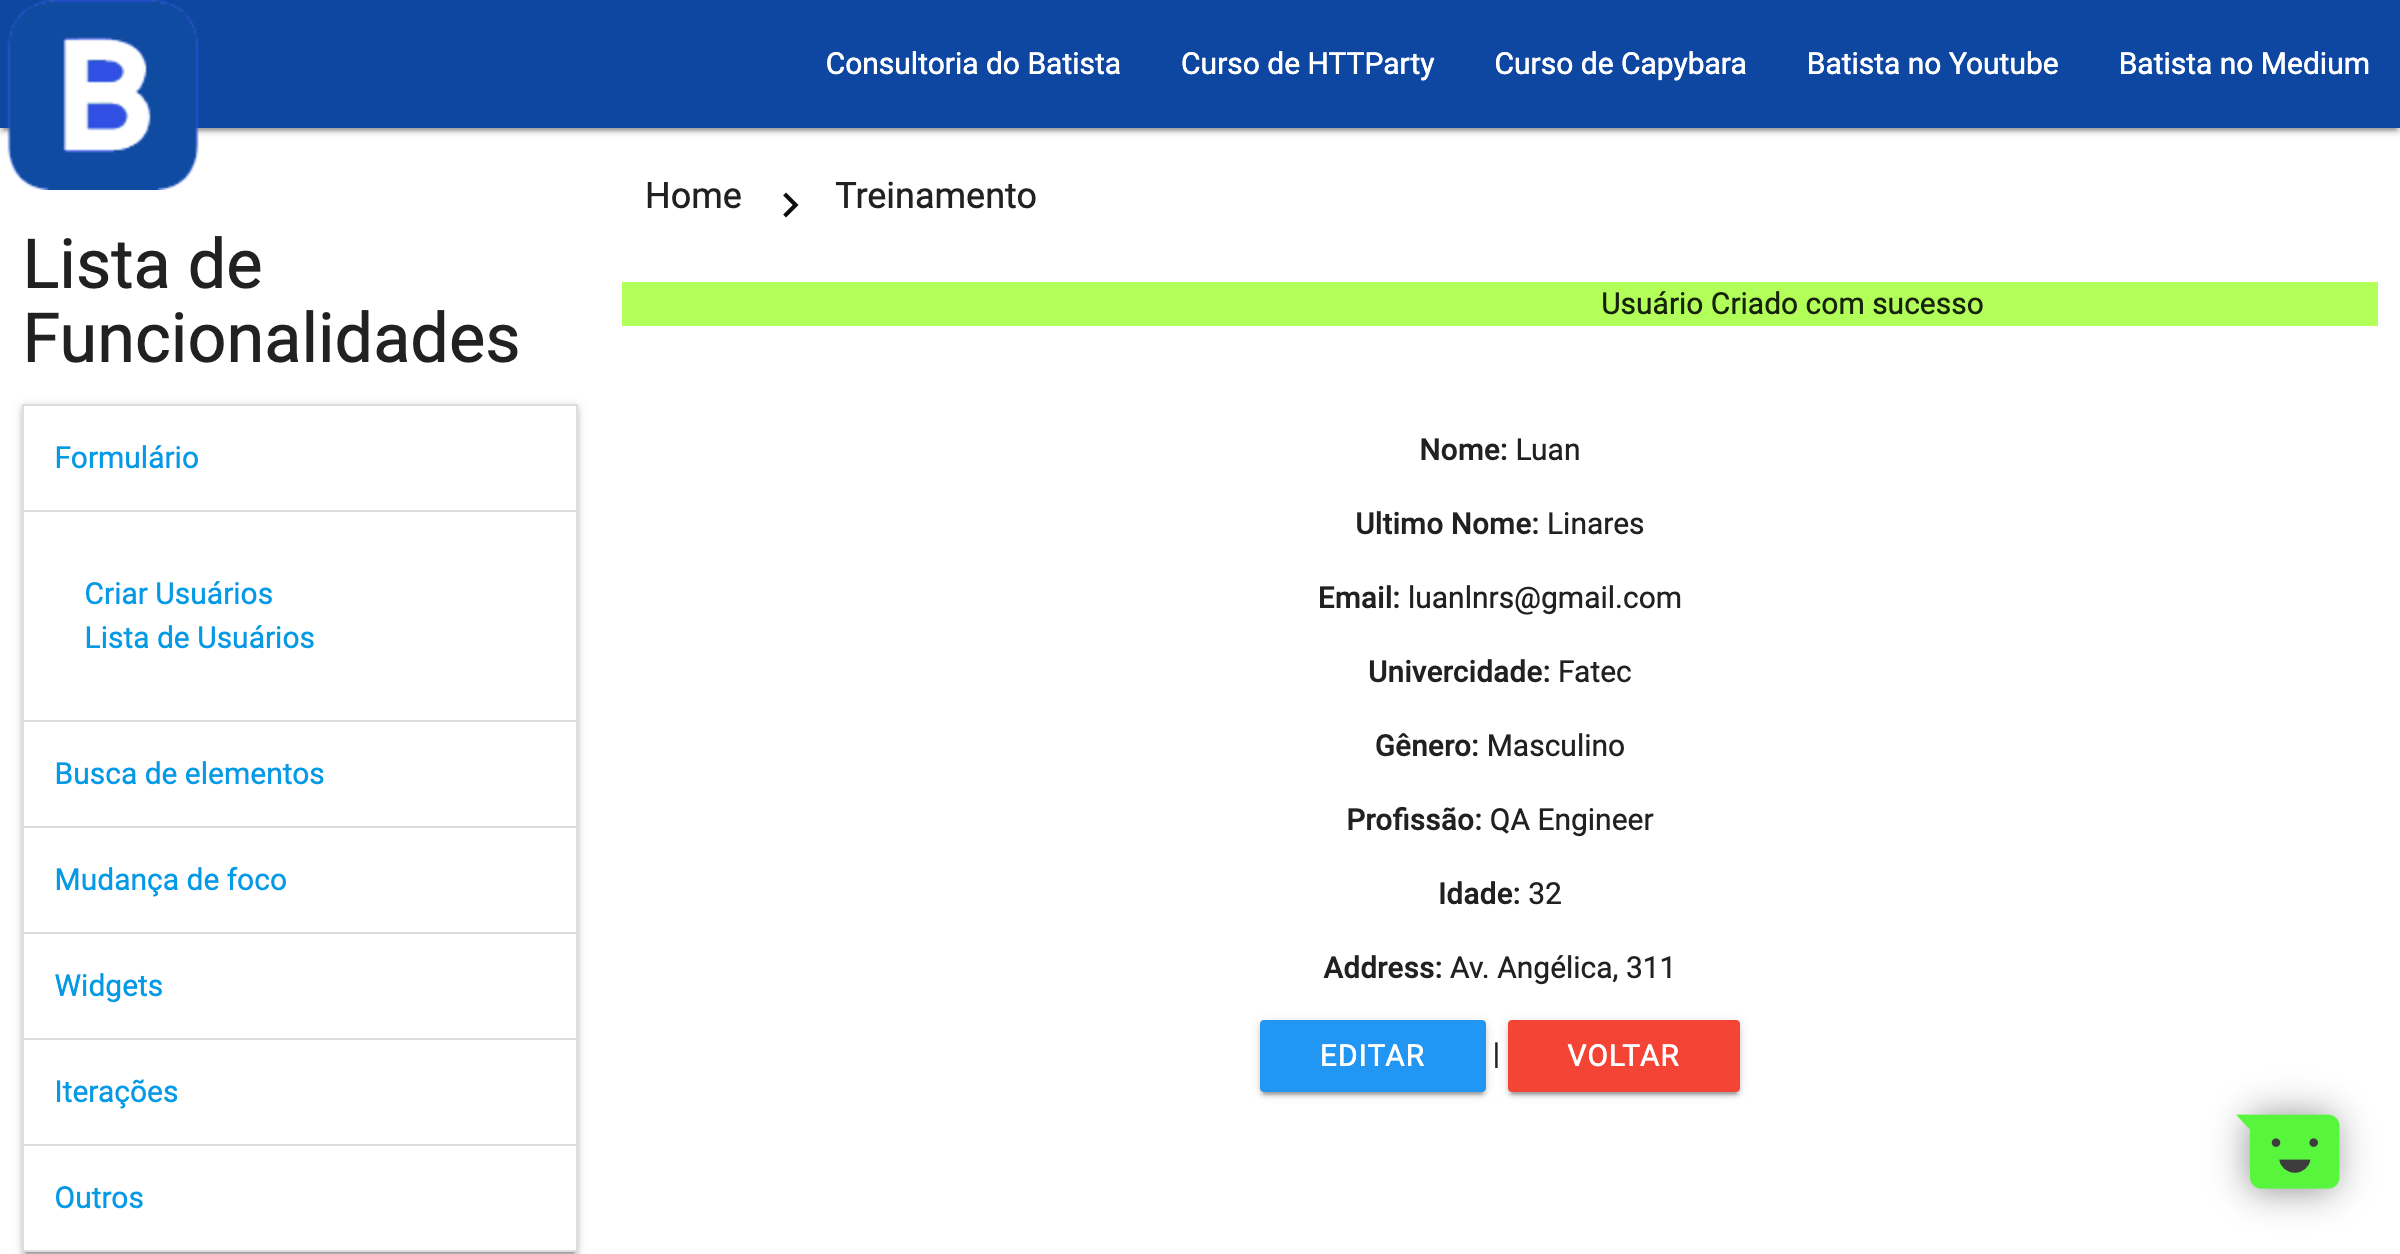 B
Consultoria do Batista
Curso de HTTParty
Curso de Capybara
Batista no Youtube
Batista no Medium
Home
Treinamento
Lista de
Funcionalidades
Formulário
Criar Usuários
Lista de Usuários
Busca de elementos
Mudança de foco
Widgets
Iterações
Outros
Usuário Criado com sucesso
Nome: Luan
Ultimo Nome: Linares
Email: luanlnrs@gmail.com
Univercidade: Fatec
Gênero: Masculino
Profissão: QA Engineer
Idade: 32
Address: Av. Angélica, 311
EDITAR | VOLTAR